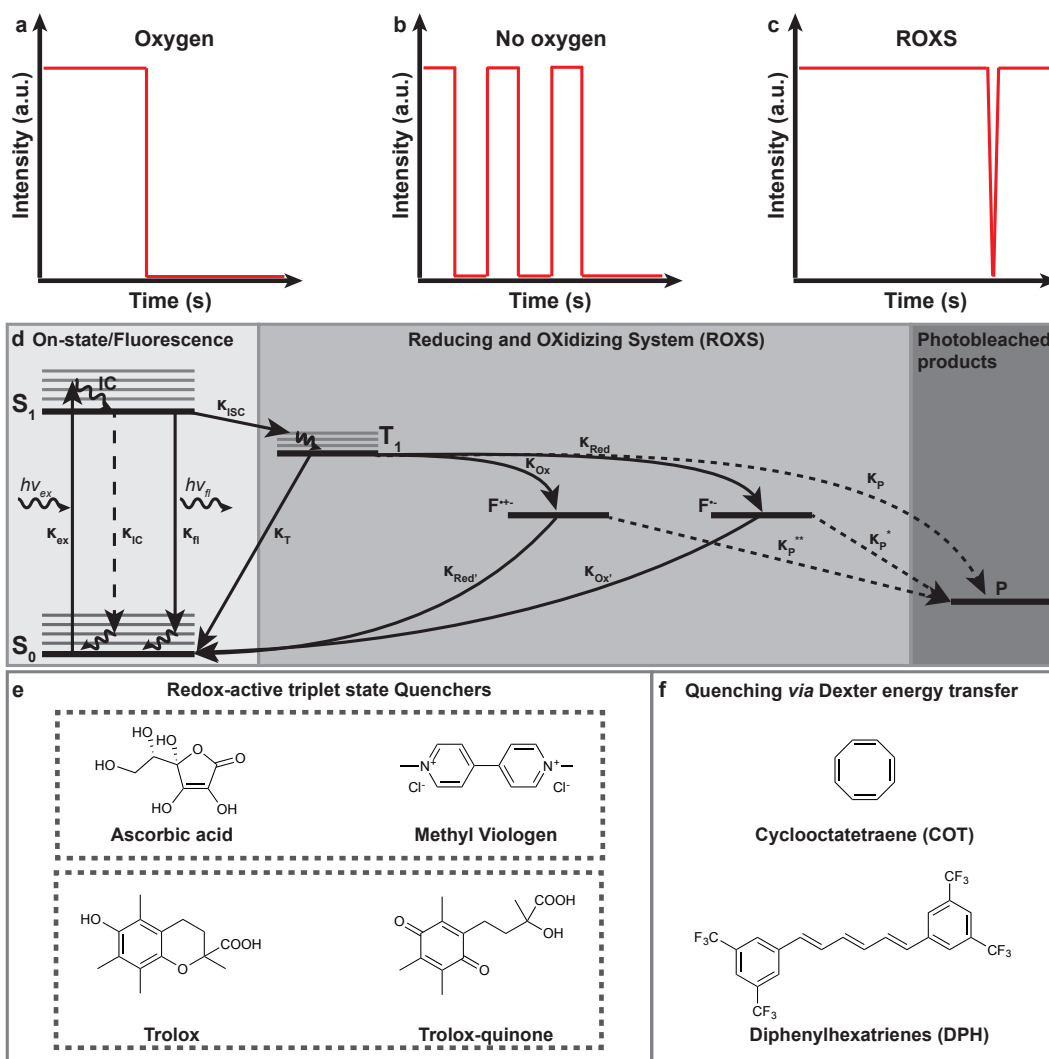 a
Oxygen
Intensity (a.u.)
Time (s)
b
No oxygen
Intensity (a.u.)
Time (s)
c
ROXS
Intensity (a.u.)
Time (s)
d On-state/Fluorescence
Reducing and OXidizing System (ROXS)
Photobleached
products
IC
S1
κISC
T1
κRed
κOx
κP
hνex
hνfl
F•+-
F•-
κex
κIC
κfl
κT
κP**
κP*
κRed'
κOx'
P
S0
e
Redox-active triplet state Quenchers
HO
HO
HO
O
O
OH
OH
Ascorbic acid
N+
Cl-
N+
Cl-
Methyl Viologen
HO
O
COOH
Trolox
O
COOH
OH
O
Trolox-quinone
f
Quenching via Dexter energy transfer
Cyclooctatetraene (COT)
CF3
F3C
CF3
CF3
Diphenylhexatrienes (DPH)